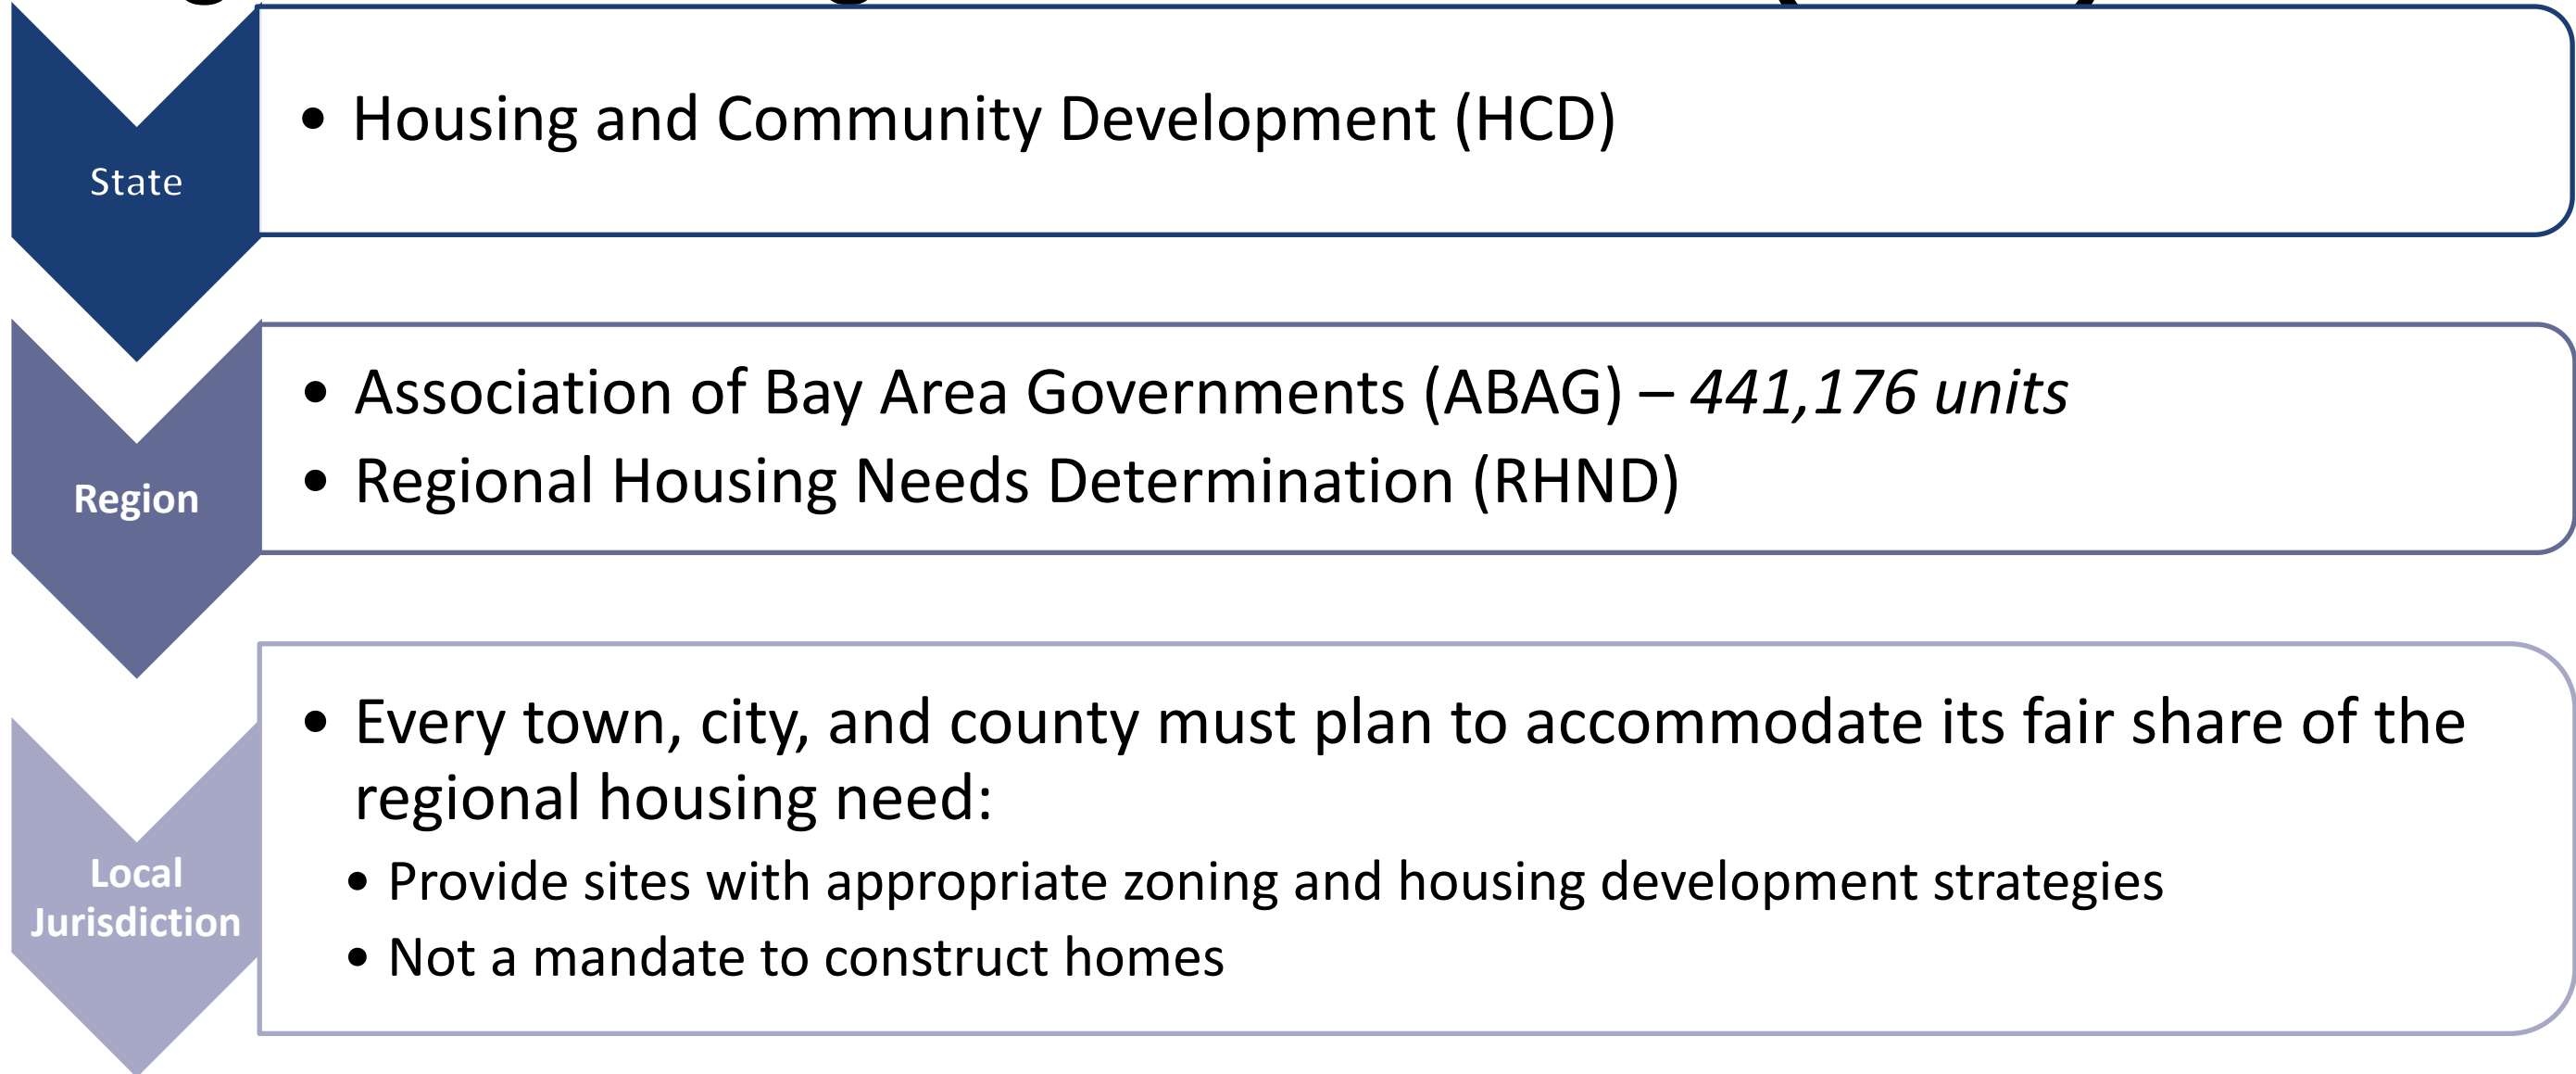 State
• Housing and Community Development (HCD)
Region
• Association of Bay Area Governments (ABAG) – 441,176 units
• Regional Housing Needs Determination (RHND)
Local
Jurisdiction
• Every town, city, and county must plan to accommodate its fair share of the
regional housing need:
• Provide sites with appropriate zoning and housing development strategies
• Not a mandate to construct homes